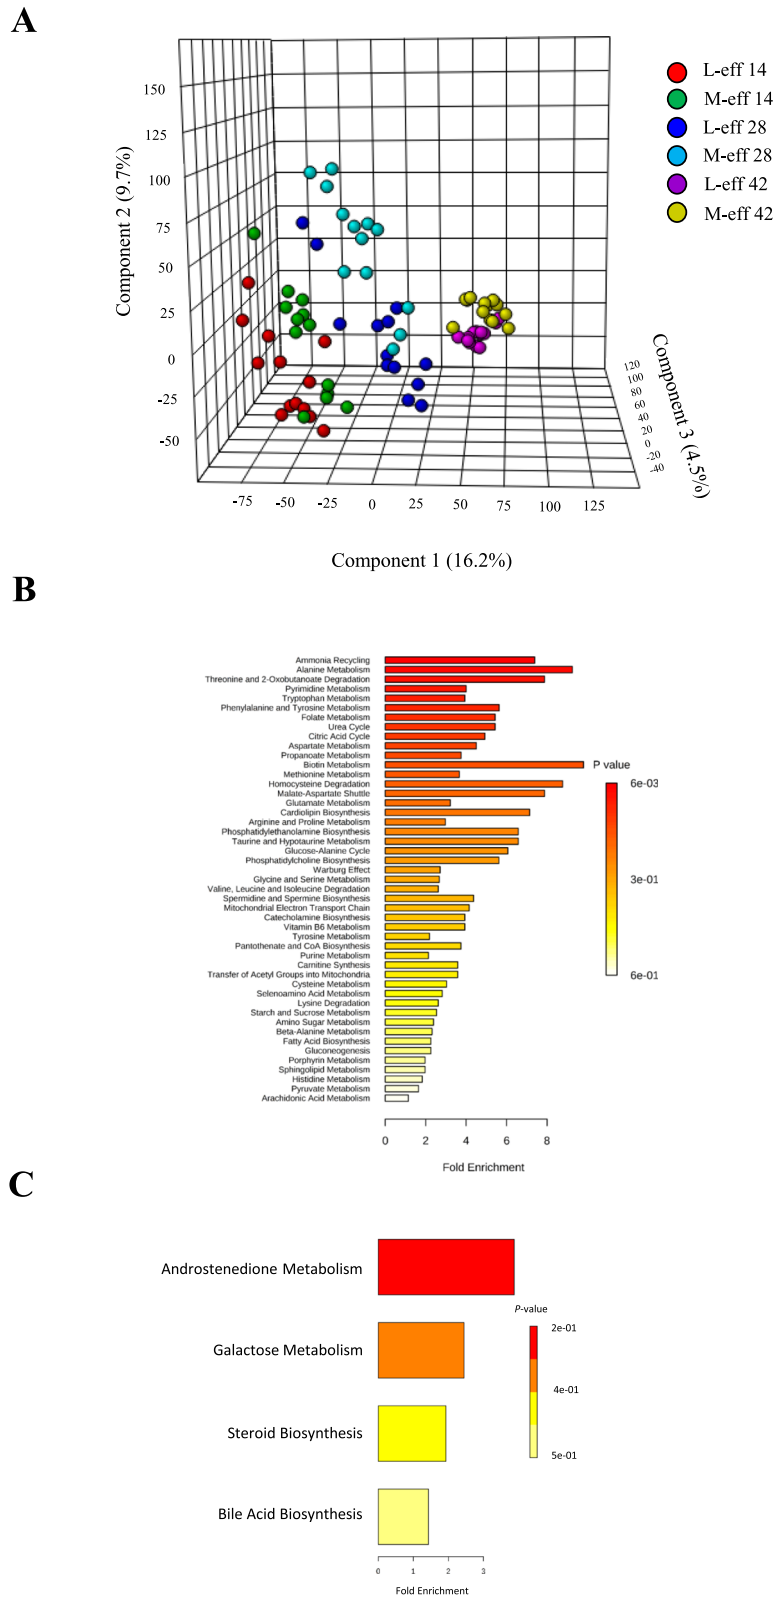 A
L-eff 14
M-eff 14
L-eff 28
M-eff 28
L-eff 42
M-eff 42
Component 2 (9.7%)
150
125
100
75
50
25
0
-25
-50
Component 3 (4.5%)
120
100
80
60
40
20
0
-20
-40
-75
-50
-25
0
25
50
75
100
125
Component 1 (16.2%)
B
Ammonia Recycling
Alanine Metabolism
Threonine and 2-Oxobutanoate Degradation
Pyrimidine Metabolism
Tryptophan Metabolism
Phenylalanine and Tyrosine Metabolism
Folate Metabolism
Urea Cycle
Citric Acid Cycle
Aspartate Metabolism
Propanoate Metabolism
Biotin Metabolism
Methionine Metabolism
Homocysteine Degradation
Malate-Aspartate Shuttle
Glutamate Metabolism
Cardiolipin Biosynthesis
Arginine and Proline Metabolism
Phosphatidylethanolamine Biosynthesis
Taurine and Hypotaurine Metabolism
Glucose-Alanine Cycle
Phosphatidylcholine Biosynthesis
Warburg Effect
Glycine and Serine Metabolism
Valine, Leucine and Isoleucine Degradation
Spermidine and Spermine Biosynthesis
Mitochondrial Electron Transport Chain
Catecholamine Biosynthesis
Vitamin B6 Metabolism
Tyrosine Metabolism
Pantothenate and CoA Biosynthesis
Purine Metabolism
Carnitine Synthesis
Transfer of Acetyl Groups into Mitochondria
Cysteine Metabolism
Selenoamino Acid Metabolism
Lysine Degradation
Starch and Sucrose Metabolism
Amino Sugar Metabolism
Beta-Alanine Metabolism
Fatty Acid Biosynthesis
Gluconeogenesis
Porphyrin Metabolism
Sphingolipid Metabolism
Histidine Metabolism
Pyruvate Metabolism
Arachidonic Acid Metabolism
P value
6e-03
3e-01
6e-01
0 2 4 6 8
Fold Enrichment
C
Androstenedione Metabolism
Galactose Metabolism
Steroid Biosynthesis
Bile Acid Biosynthesis
P-value
2e-01
4e-01
5e-01
0 1 2 3
Fold Enrichment